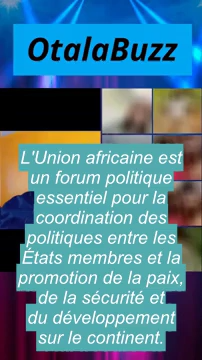 OtalaBuzz
L'Union africaine est
un forum politique
essentiel pour la
coordination des
politiques entre les
États membres et la
promotion de la paix,
de la sécurité et
du développement
sur le continent.